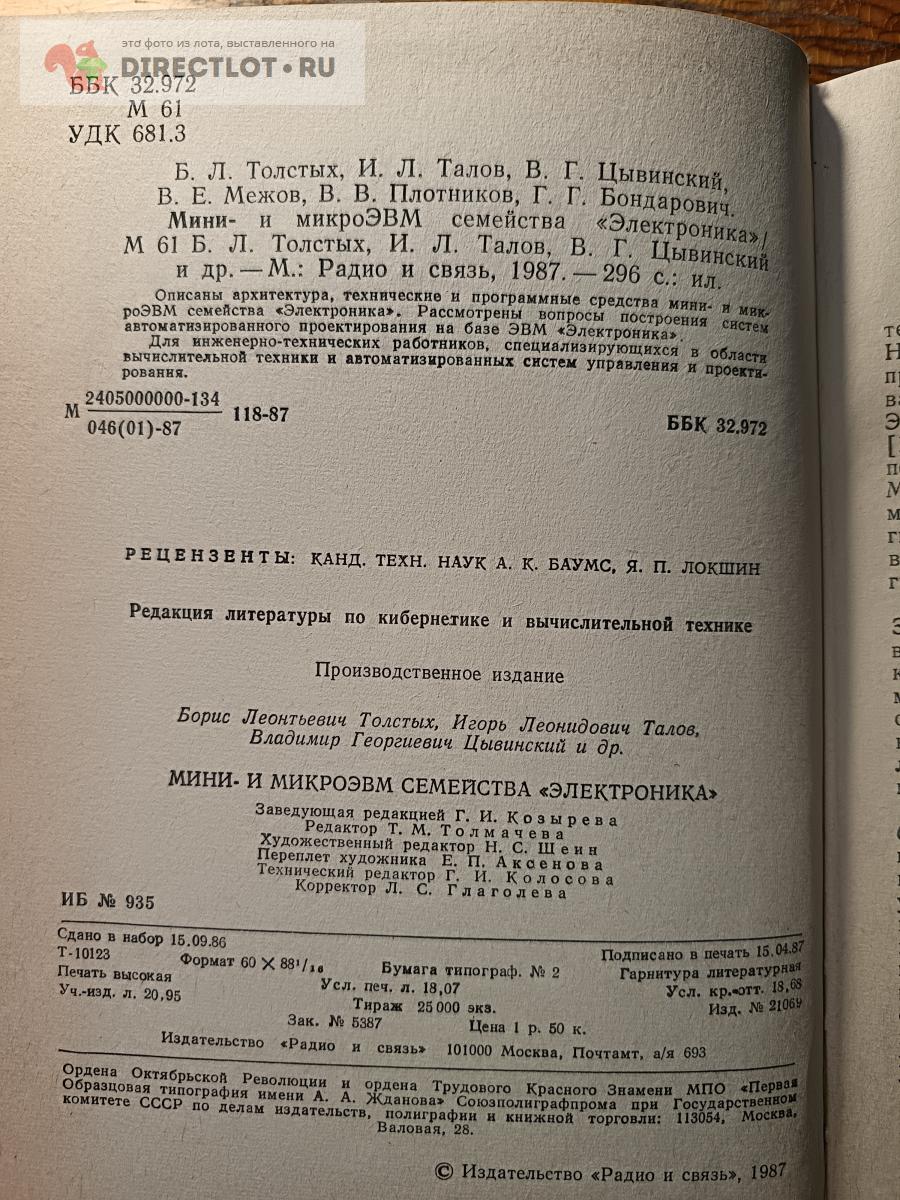 это фото из лота, выставленного на
DIRECTLOT.RU
ББК 32.972
М 61
УДК 681.3
Б. Л. Толстых, И. Л. Талов, В. Г. Цывинский,
В. Е. Межов, В. В. Плотников, Г. Г. Бондарович.
Мини- и микроЭВМ семейства «Электроника»/
М 61 Б. Л. Толстых, И. Л. Талов, В. Г. Цывинский
и др. — М.: Радио и связь, 1987. — 296 с.: ил.
Описаны архитектура, технические и программные средства мини- и мик-
роЭВМ семейства «Электроника». Рассмотрены вопросы построения систем
автоматизированного проектирования на базе ЭВМ «Электроника».
Для инженерно-технических работников, специализирующихся в области
вычислительной техники и автоматизированных систем управления и проекти-
рования.
М 2405000000-134 118-87
046(01)-87
ББК 32.972
РЕЦЕНЗЕНТЫ: КАНД. ТЕХН. НАУК А. К. БАУМС, Я. П. ЛОКШИН
Редакция литературы по кибернетике и вычислительной технике
Производственное издание
Борис Леонтьевич Толстых, Игорь Леонидович Талов,
Владимир Георгиевич Цывинский и др.
МИНИ- И МИКРОЭВМ СЕМЕЙСТВА «ЭЛЕКТРОНИКА»
Заведующая редакцией Г. И. Козырева
Редактор Т. М. Толмачева
Художественный редактор Н. С. Шеин
Переплет художника Е. П. Аксенова
Технический редактор Г. И. Колосова
Корректор Л. С. Глаголева
ИБ № 935
Сдано в набор 15.09.86 Подписано в печать 15.04.87
Т-10123 Формат 60 × 88 1/16 Бумага типограф. № 2 Гарнитура литературная
Печать высокая Усл. печ. л. 18,07 Усл. кр.-отт. 18,68
Уч.-изд. л. 20,95 Тираж 25 000 экз. Изд. № 21069
Зак. № 5387 Цена 1 р. 50 к.
Издательство «Радио и связь» 101000 Москва, Почтамт, а/я 693
Ордена Октябрьской Революции и ордена Трудового Красного Знамени МПО «Первая
Образцовая типография имени А. А. Жданова» Союзполиграфпрома при Государственном
комитете СССР по делам издательств, полиграфии и книжной торговли: 113054, Москва,
Валовая, 28.
© Издательство «Радио и связь», 1987